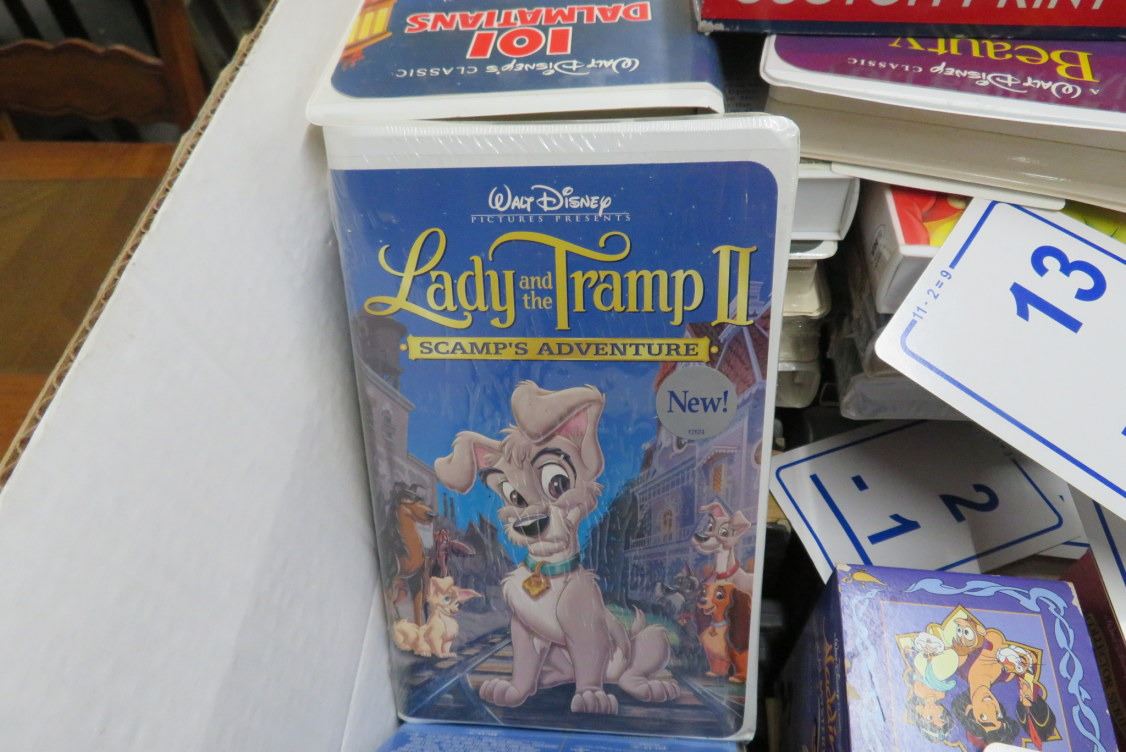 WALT DISNEY'S CLASSIC
101
DALMATIANS
A WALT DISNEY CLASSIC
Beauty
WALT DISNEY
PICTURES PRESENTS
Lady and the Tramp II
SCAMP'S ADVENTURE
New!
11 - 2 = 9
13
2
- 1